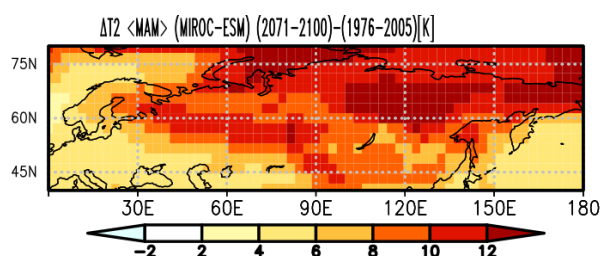 ΔT2 <MAM> (MIROC-ESM) (2071-2100)-(1976-2005)[K]
75N
60N
45N
30E 60E 90E 120E 150E 180
-2 2 4 6 8 10 12